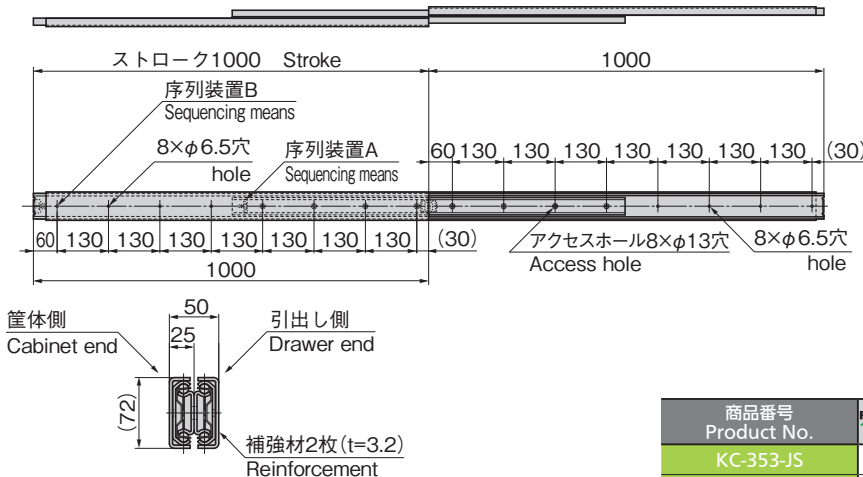 ストローク1000 Stroke
1000
序列装置B
Sequencing means
8×φ6.5穴
hole
序列装置A
Sequencing means
60 130 130 130 130 130 130 130 (30)
60 130 130 130 130 130 130 130 (30)
1000
アクセスホール8×φ13穴
Access hole
8×φ6.5穴
hole
筐体側
Cabinet end
50
25
引出し側
Drawer end
(72)
補強材2枚(t=3.2)
Reinforcement
商品番号
Product No.
KC-353-JS